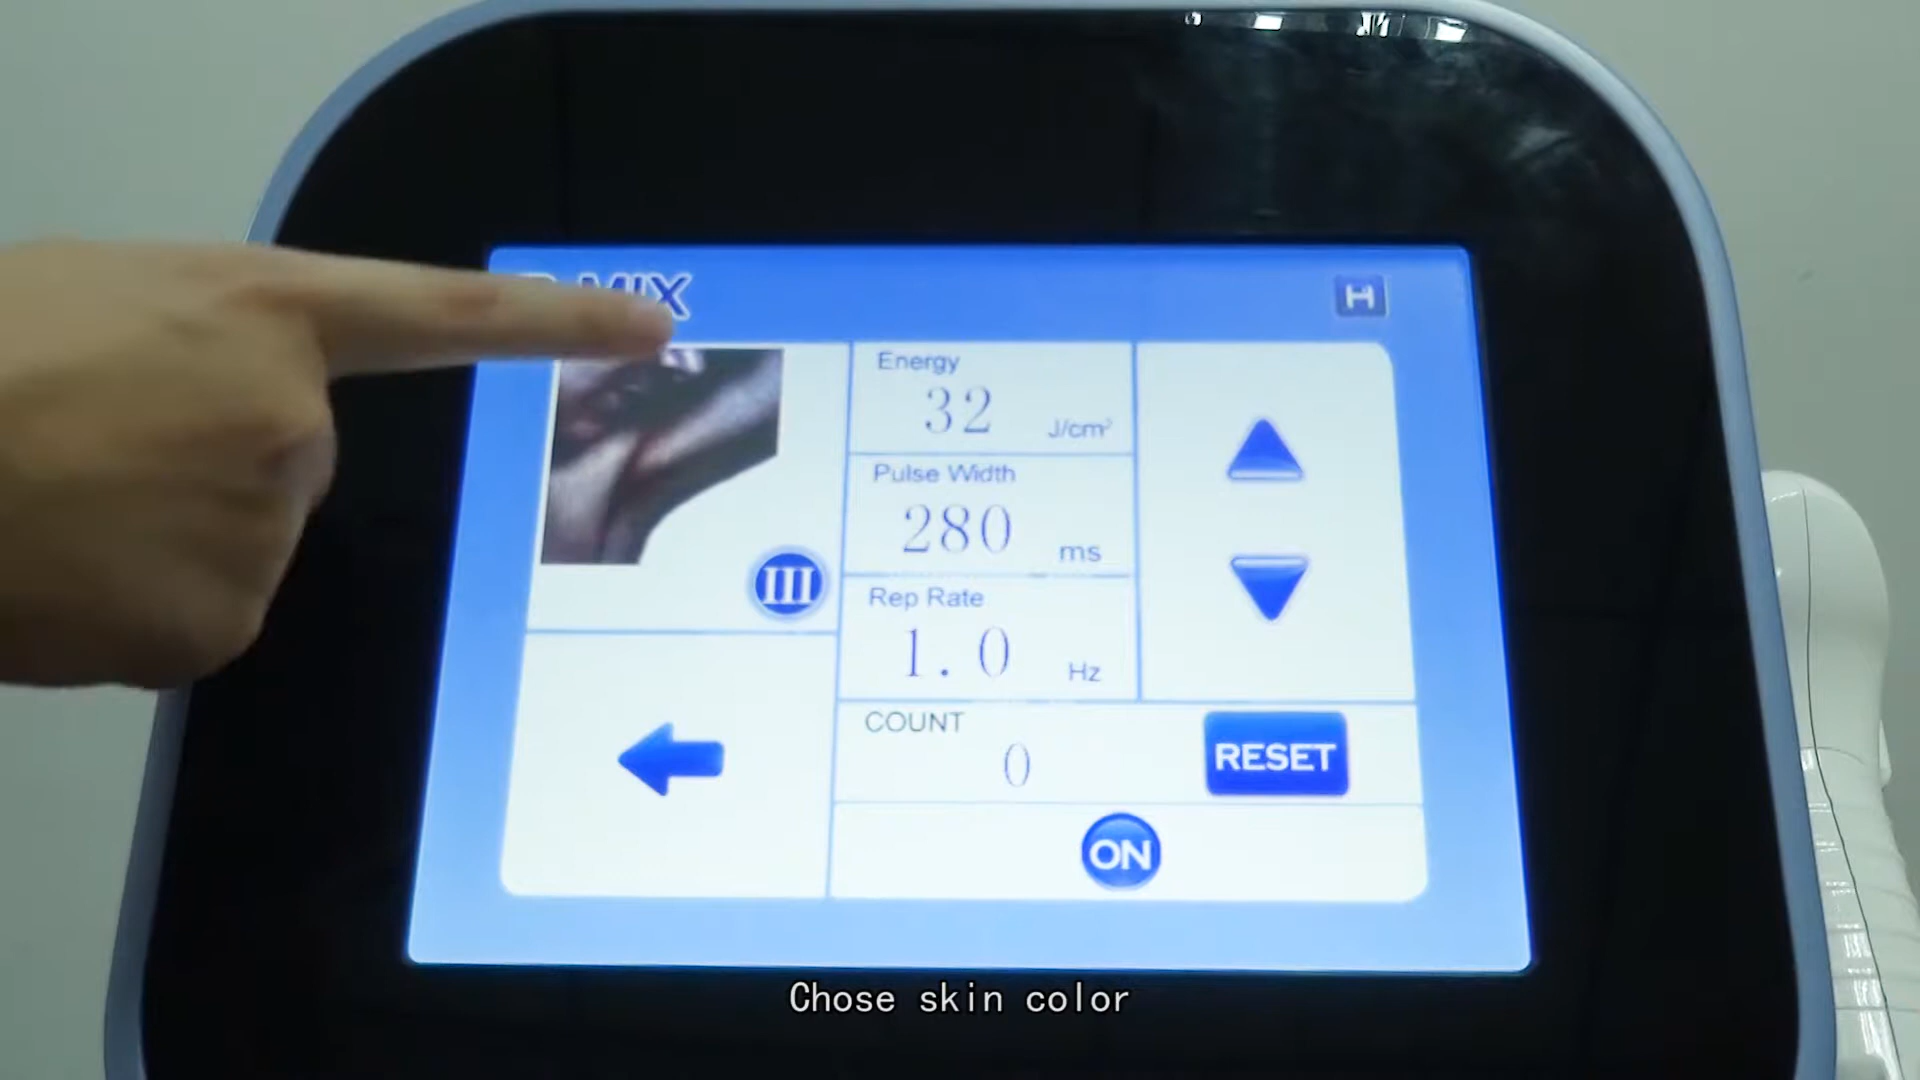 MIX
H
Energy
32 J/cm²
Pulse Width
280 ms
III
Rep Rate
1.0 Hz
COUNT
0
RESET
ON
Chose skin color